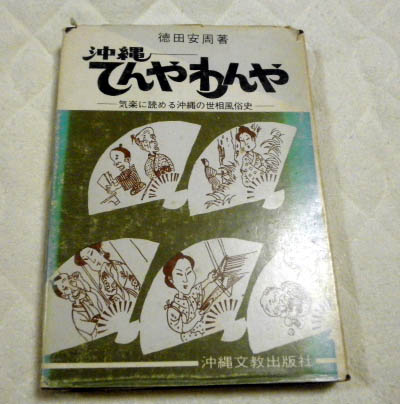 徳田安周著
沖縄
てんやわんや
―気楽に読める沖縄の世相風俗史―
沖縄文教出版社